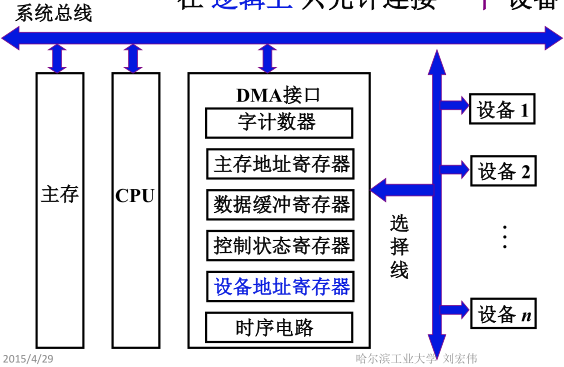 在 逻辑上 只允许连接 一个 设备
系统总线
DMA接口
字计数器
主存地址寄存器
数据缓冲寄存器
控制状态寄存器
设备地址寄存器
时序电路
主存
CPU
选择线
设备 1
设备 2
⋮
设备 n
2015/4/29
哈尔滨工业大学 刘宏伟